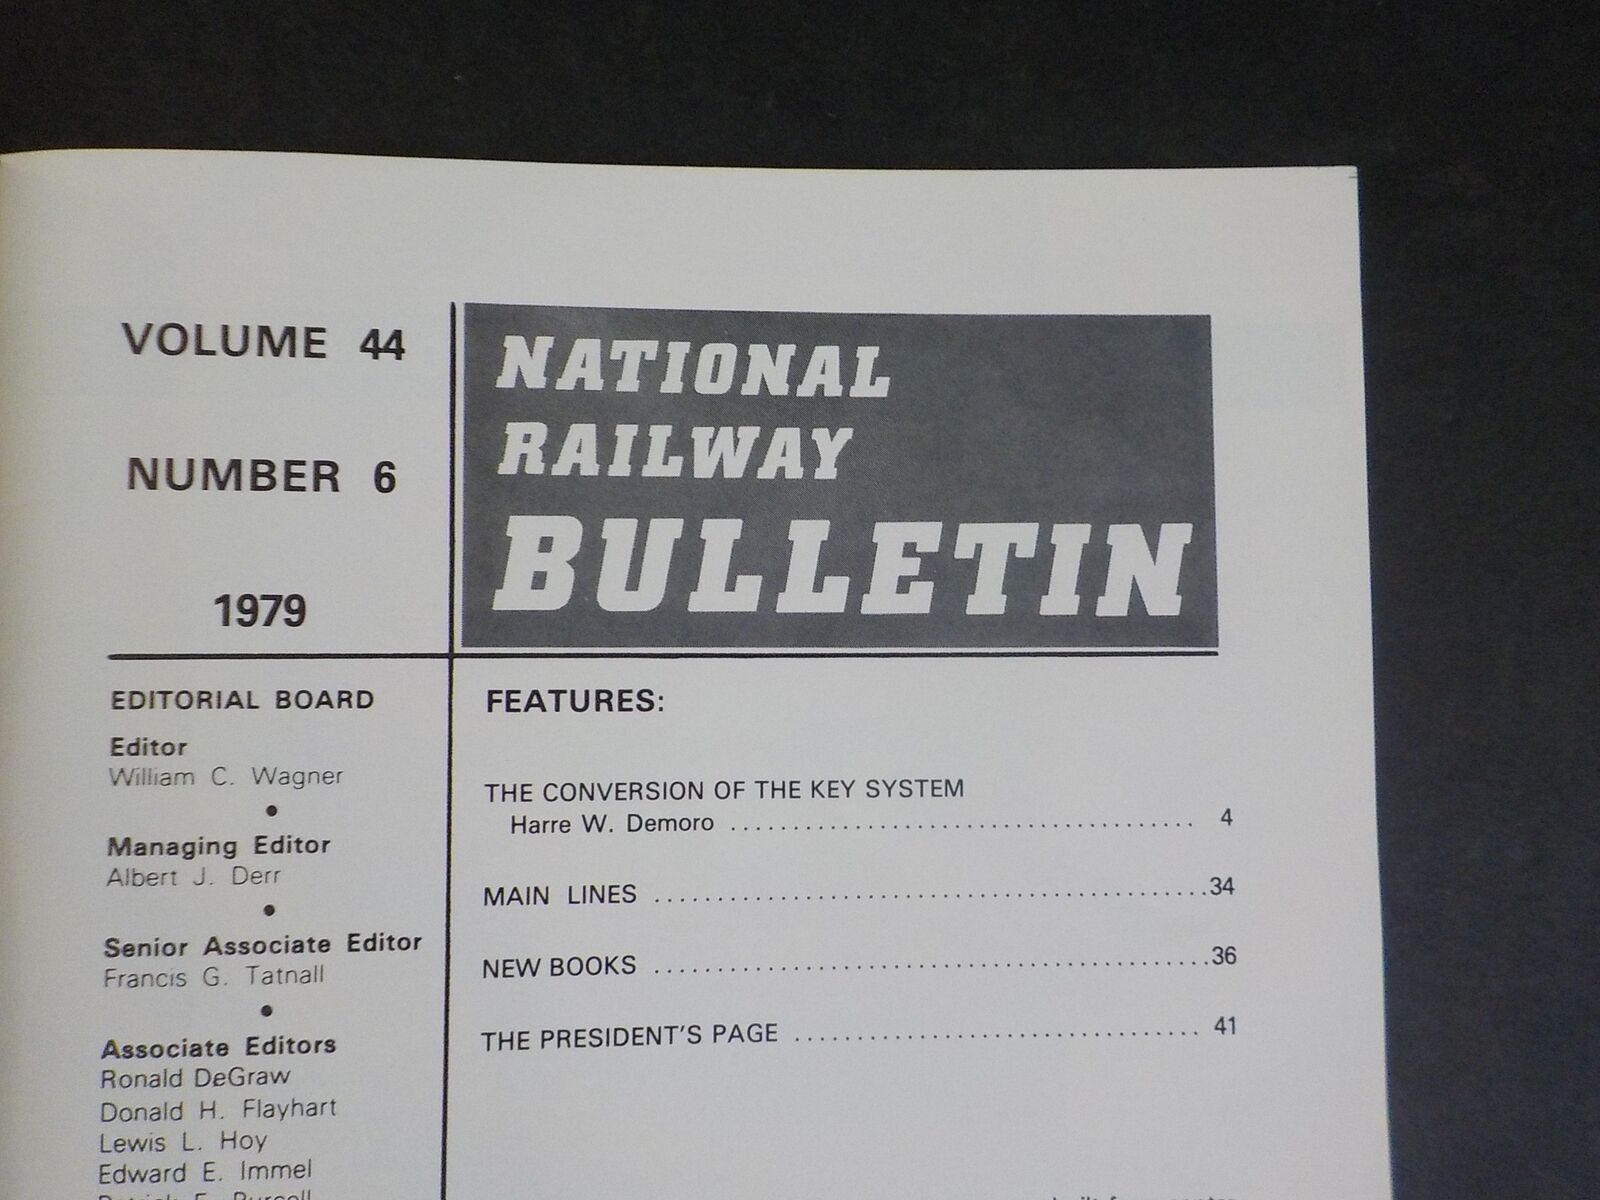 VOLUME 44
NUMBER 6
1979
NATIONAL
RAILWAY
BULLETIN
EDITORIAL BOARD
Editor
William C. Wagner
•
Managing Editor
Albert J. Derr
•
Senior Associate Editor
Francis G. Tatnall
•
Associate Editors
Ronald DeGraw
Donald H. Flayhart
Lewis L. Hoy
Edward E. Immel
FEATURES:
THE CONVERSION OF THE KEY SYSTEM
Harre W. Demoro ..................................... 4
MAIN LINES .............................................34
NEW BOOKS .............................................36
THE PRESIDENT'S PAGE ................................. 41